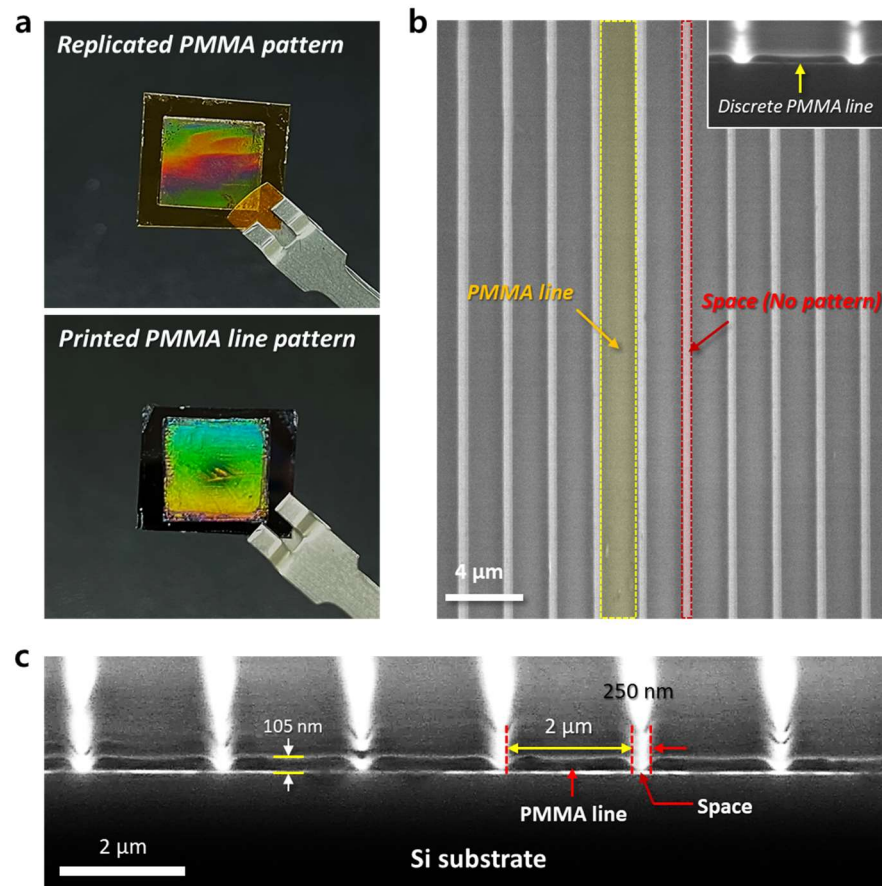 a
Replicated PMMA pattern
Printed PMMA line pattern
b
Discrete PMMA line
PMMA line
Space (No pattern)
4 μm
c
250 nm
105 nm
2 μm
PMMA line
Space
2 μm
Si substrate